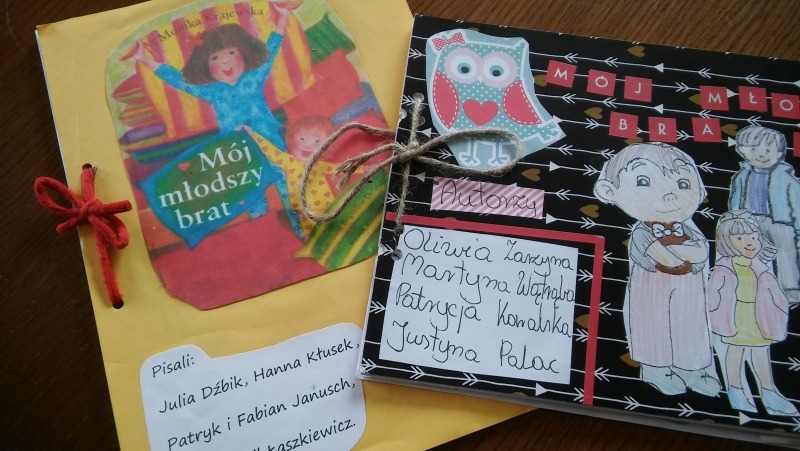 Monika Krajewska
Mój
młodszy
brat
Pisali:
Julia Dźbik, Hanna Kłusek,
Patryk i Fabian Janusch,
Łaszkiewicz.
MÓJ MŁO
BRA
Autorzy
Oliwia Zarzyna
Martyna Wątroba
Patrycja Kowalska
Justyna Palac